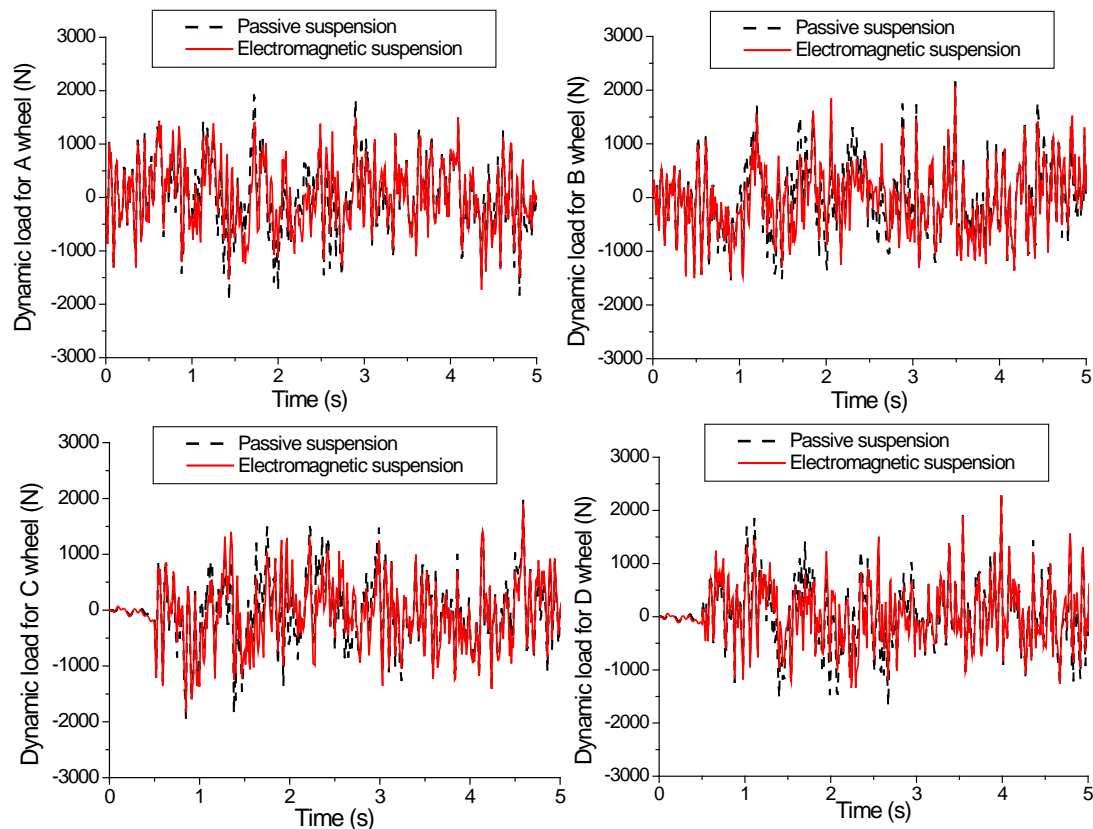 Passive suspension
Electromagnetic suspension
Dynamic load for A wheel (N)
3000
2000
1000
0
-1000
-2000
-3000
0 1 2 3 4 5
Time (s)
Passive suspension
Electromagnetic suspension
Dynamic load for B wheel (N)
3000
2000
1000
0
-1000
-2000
-3000
0 1 2 3 4 5
Time (s)
Passive suspension
Electromagnetic suspension
Dynamic load for C wheel (N)
3000
2000
1000
0
-1000
-2000
-3000
0 1 2 3 4 5
Time (s)
Passive suspension
Electromagnetic suspension
Dynamic load for D wheel (N)
3000
2000
1000
0
-1000
-2000
-3000
0 1 2 3 4 5
Time (s)